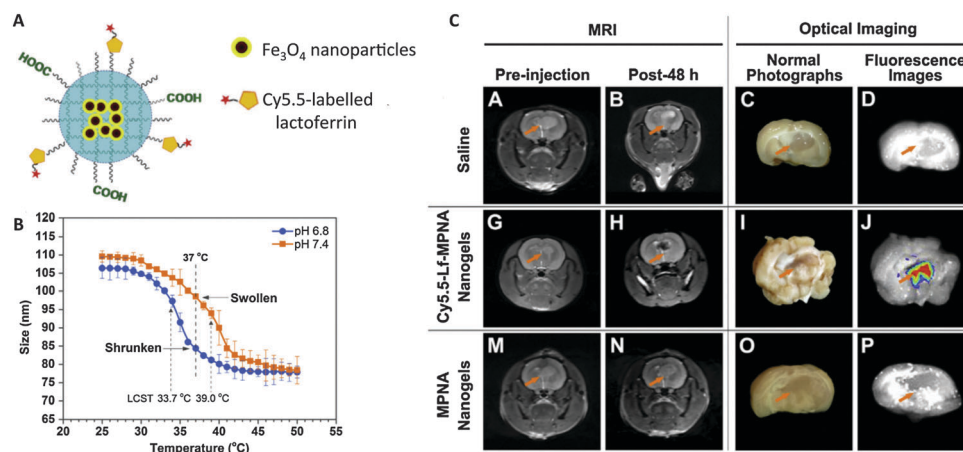 A
HOOC
COOH
COOH
Fe₃O₄ nanoparticles
Cy5.5-labelled
lactoferrin
B
120
115
110
105
100
95
90
85
80
75
70
65
Size (nm)
pH 6.8
pH 7.4
37 °C
Swollen
Shrunken
LCST 33.7 °C 39.0 °C
20 25 30 35 40 45 50 55
Temperature (°C)
C
MRI
Optical Imaging
Pre-injection
Post-48 h
Normal
Photographs
Fluorescence
Images
Saline
A
B
C
D
Cy5.5-Lf-MPNA
Nanogels
G
H
I
J
MPNA
Nanogels
M
N
O
P